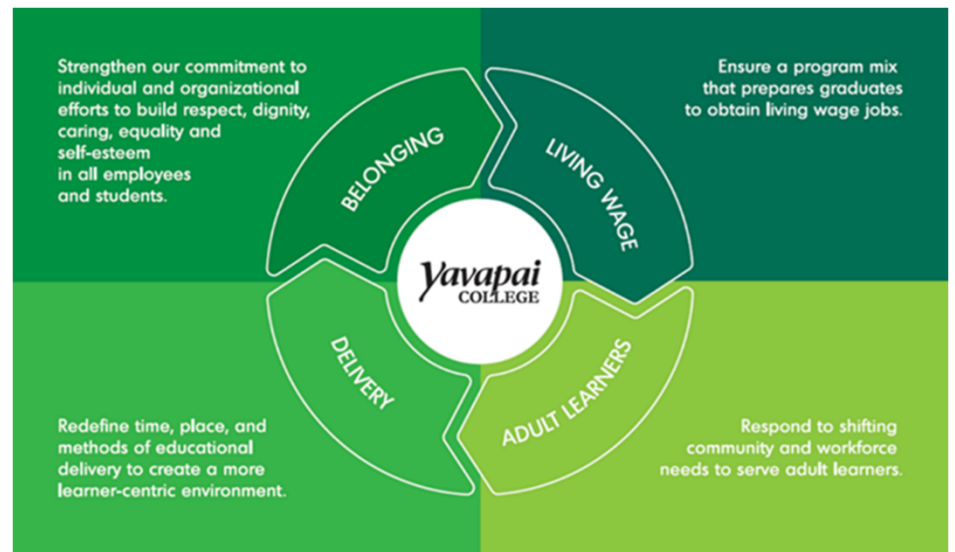 Strengthen our commitment to
individual and organizational
efforts to build respect, dignity,
caring, equality and
self-esteem
in all employees
and students.
BELONGING
Ensure a program mix
that prepares graduates
to obtain living wage jobs.
LIVING WAGE
Yavapai
COLLEGE
DELIVERY
Redefine time, place, and
methods of educational
delivery to create a more
learner-centric environment.
ADULT LEARNERS
Respond to shifting
community and workforce
needs to serve adult learners.